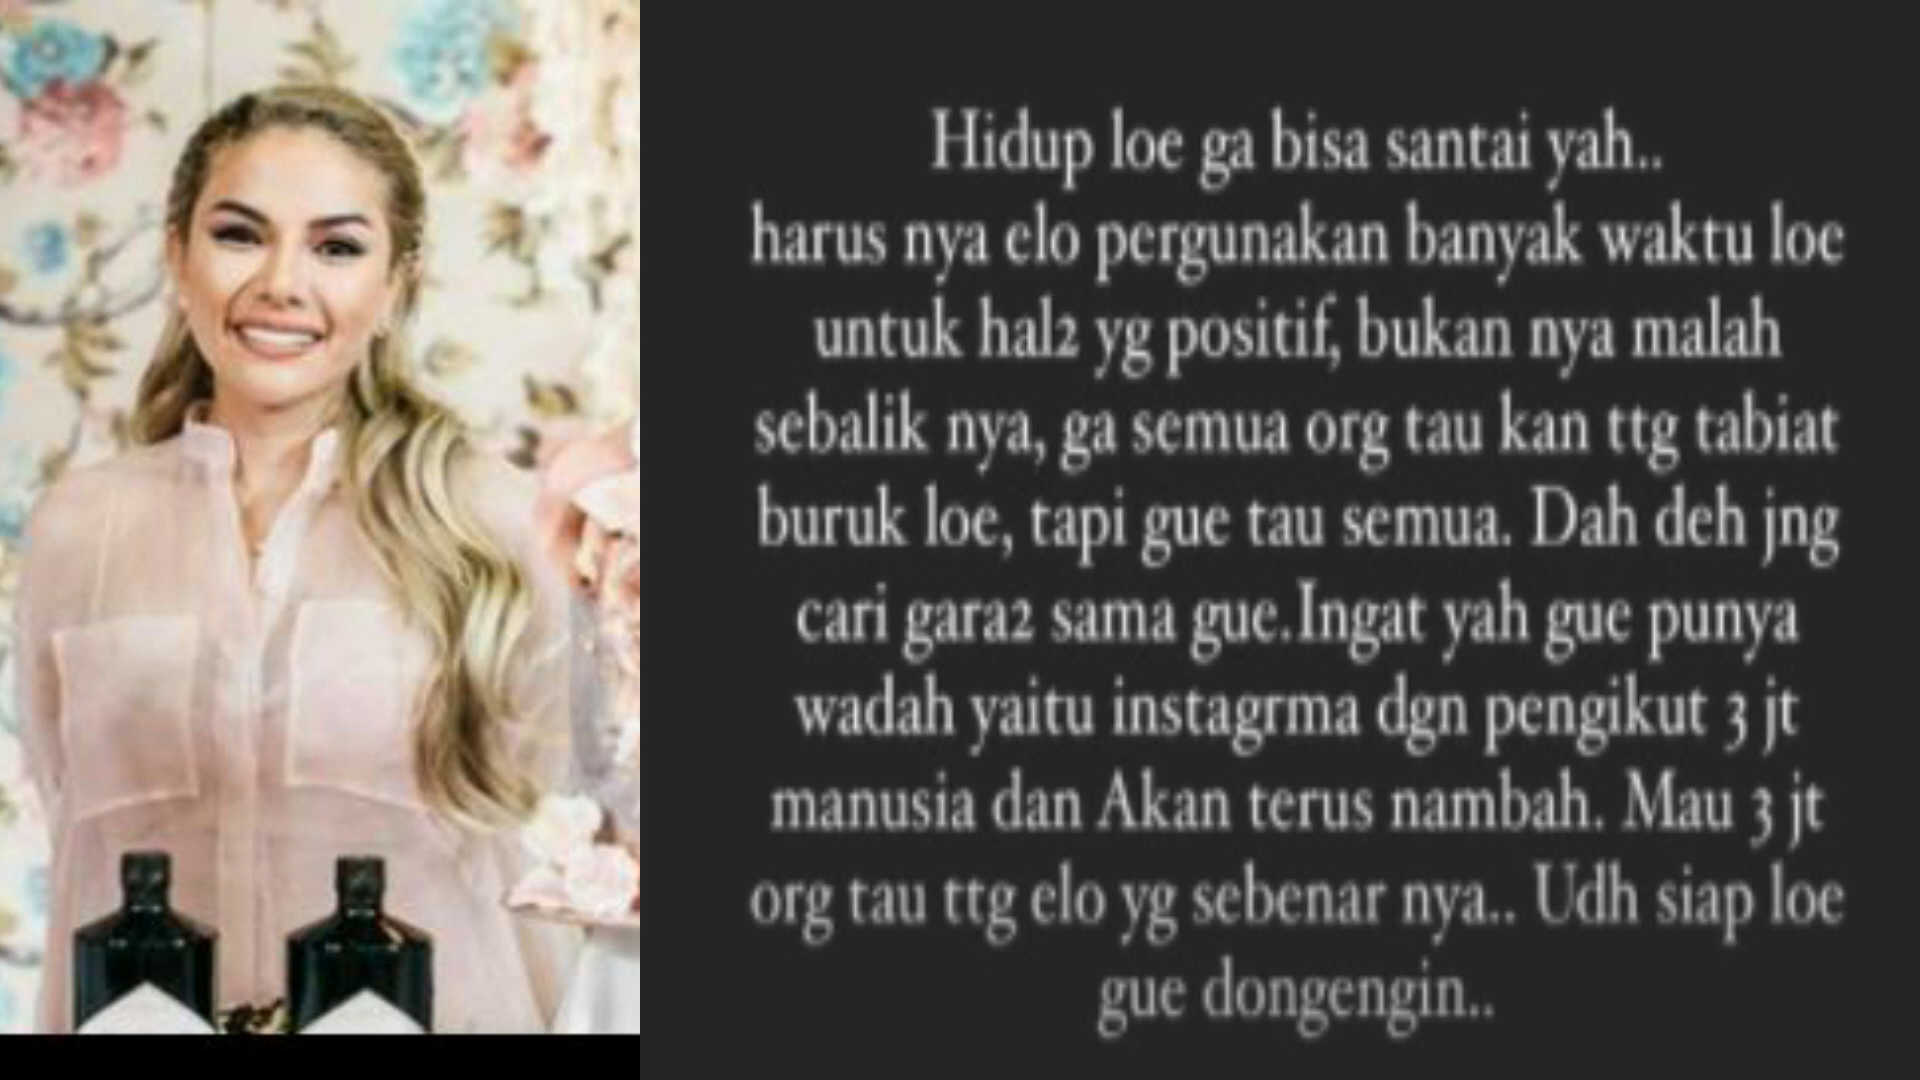 Hidup loe ga bisa santai yah..
harus nya elo pergunakan banyak waktu loe
untuk hal2 yg positif, bukan nya malah
sebalik nya, ga semua org tau kan ttg tabiat
buruk loe, tapi gue tau semua. Dah deh jng
cari gara2 sama gue.Ingat yah gue punya
wadah yaitu instagrma dgn pengikut 3 jt
manusia dan Akan terus nambah. Mau 3 jt
org tau ttg elo yg sebenar nya.. Udh siap loe
gue dongengin..